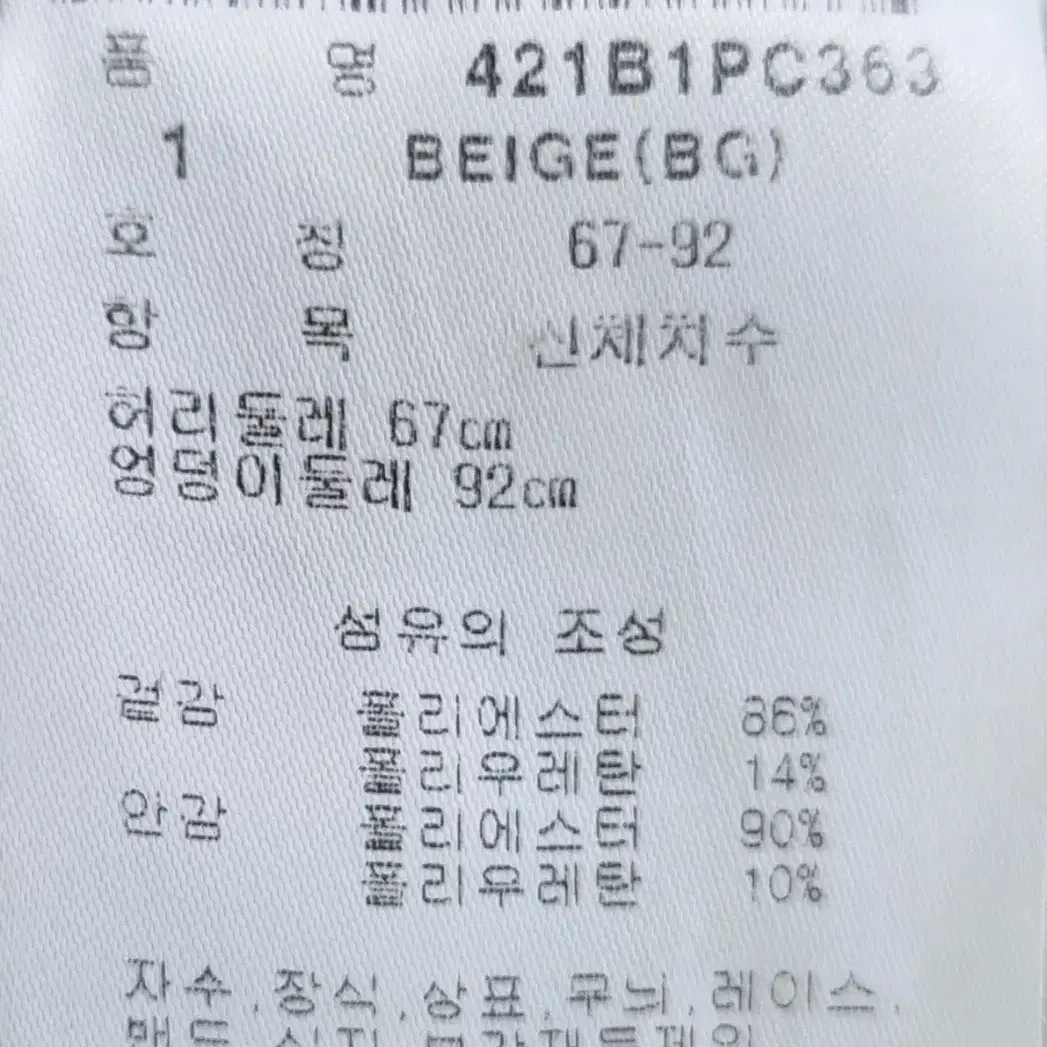 품 명 421B1PC363
1 BEIGE(BG)
호 칭 67-92
항 목 신체치수
허리둘레 67cm
엉덩이둘레 92cm
섬유의 조성
겉감 폴리에스터 86%
폴리우레탄 14%
안감 폴리에스터 90%
폴리우레탄 10%
자수,장식,상표,무늬,레이스,